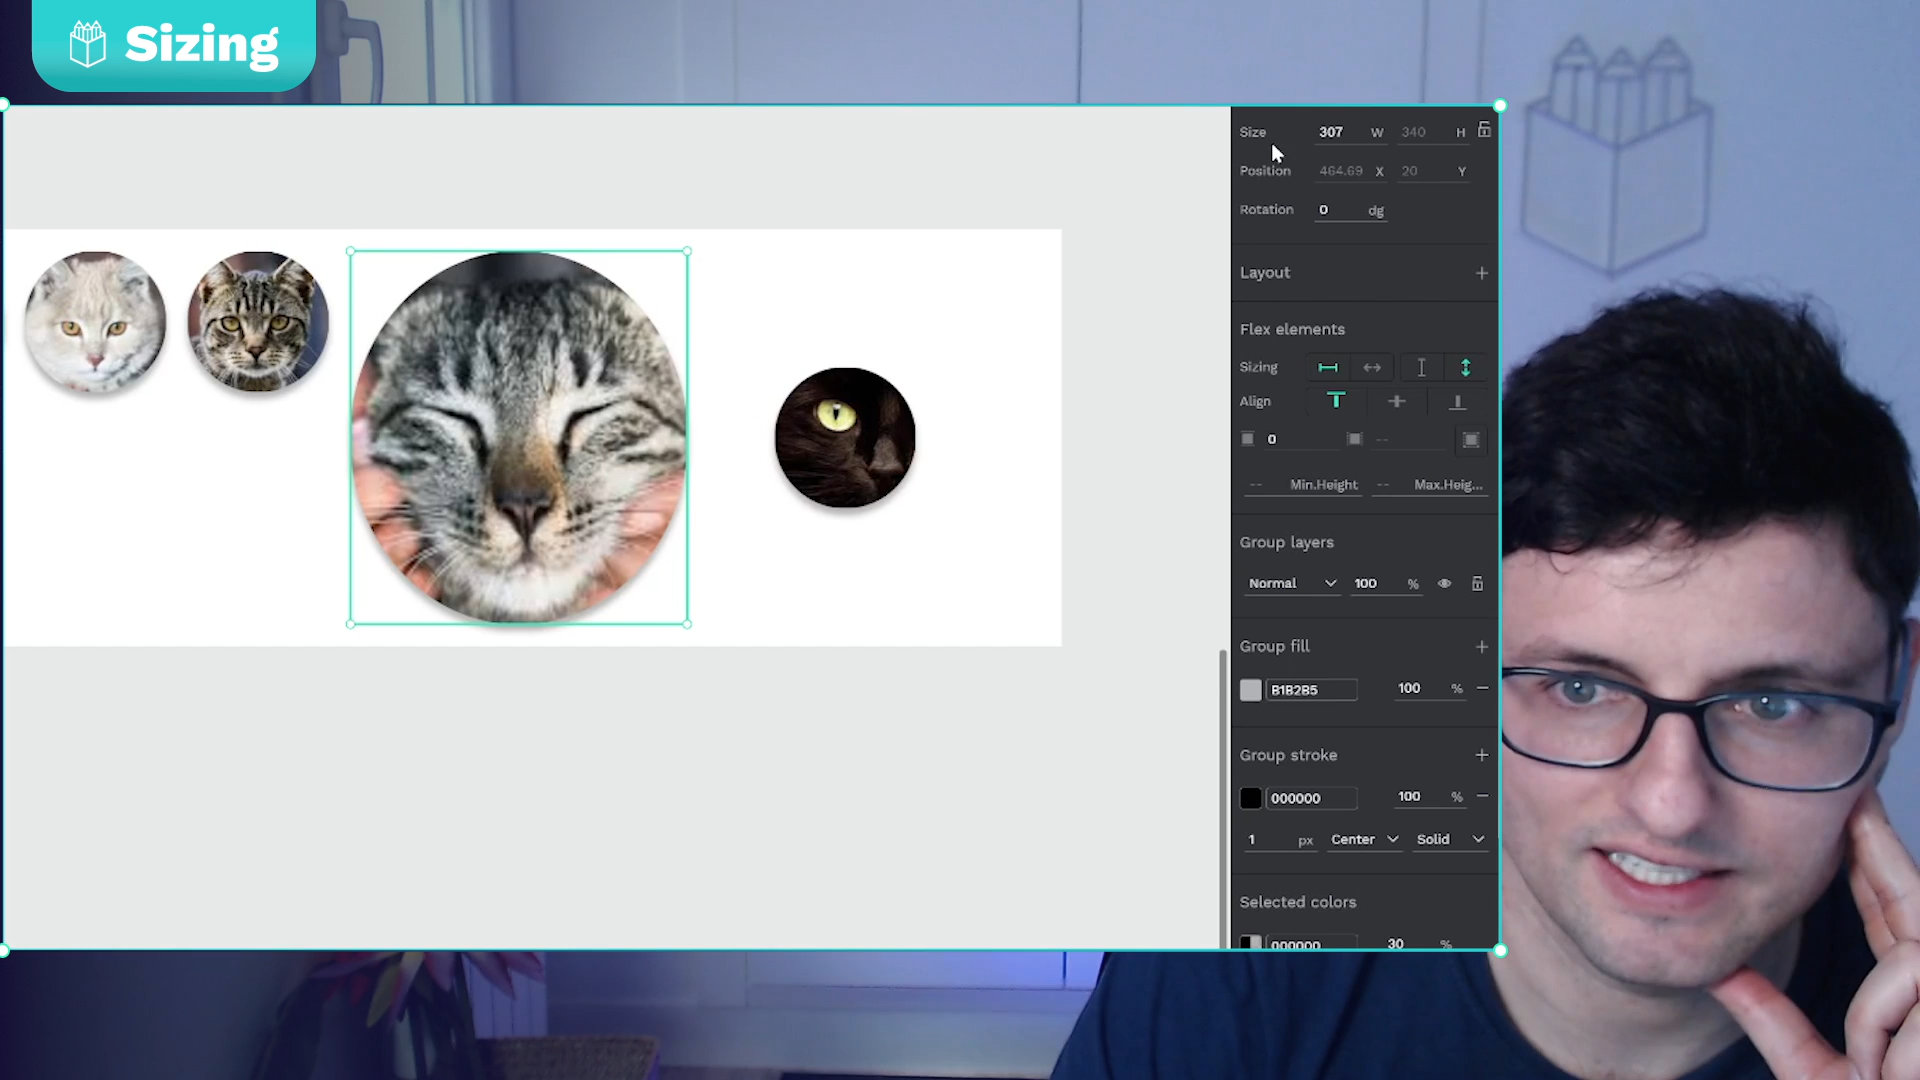 Sizing
Size 307 W 340 H
Position 464.69 X 20 Y
Rotation 0 dg
Layout
Flex elements
Sizing
Align
0 --
-- Min.Height -- Max.Heig...
Group layers
Normal 100 %
Group fill
B1B2B5 100 %
Group stroke
000000 100 %
1 px Center Solid
Selected colors
000000 30 %